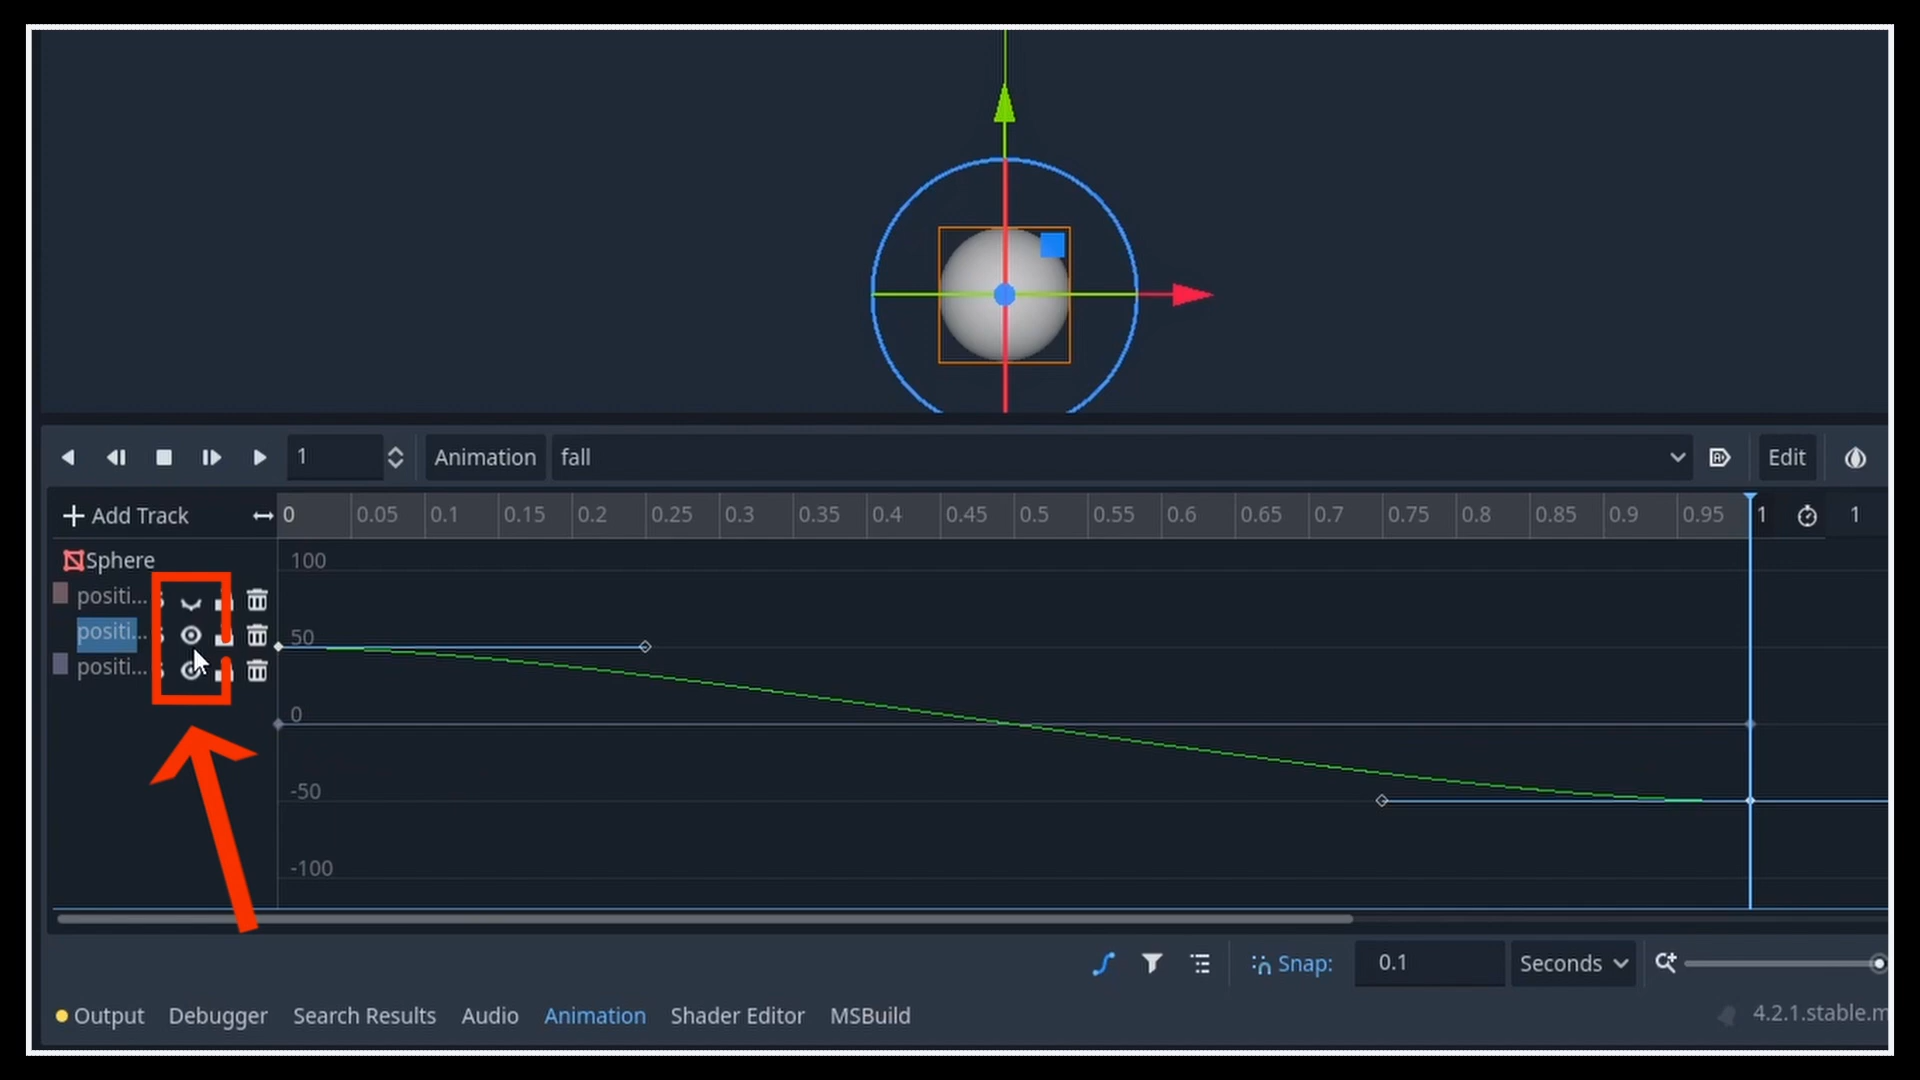 1 Animation fall Edit
+ Add Track 0 0.05 0.1 0.15 0.2 0.25 0.3 0.35 0.4 0.45 0.5 0.55 0.6 0.65 0.7 0.75 0.8 0.85 0.9 0.95 1 1
Sphere
100
positi...
positi...
50
positi...
0
-50
-100
Snap: 0.1 Seconds
Output Debugger Search Results Audio Animation Shader Editor MSBuild 4.2.1.stable.m